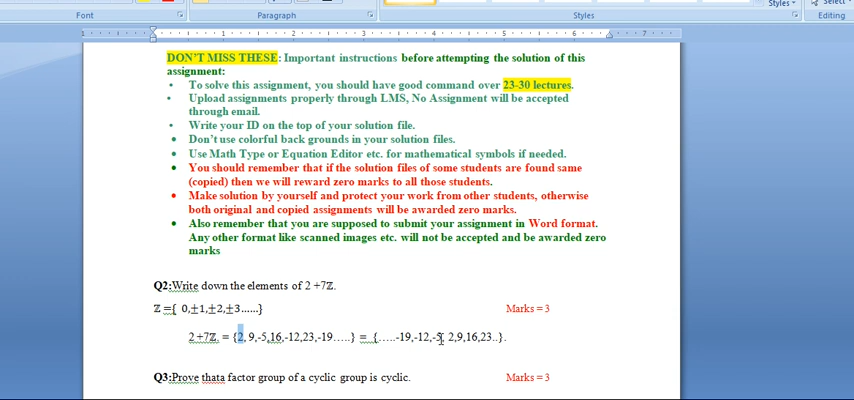 Styles
Select
Font
Paragraph
Styles
Editing
1 1 2 3 4 5 6 7
DON'T MISS THESE: Important instructions before attempting the solution of this
assignment:
• To solve this assignment, you should have good command over 23-30 lectures.
• Upload assignments properly through LMS, No Assignment will be accepted
through email.
• Write your ID on the top of your solution file.
• Don't use colorful back grounds in your solution files.
• Use Math Type or Equation Editor etc. for mathematical symbols if needed.
• You should remember that if the solution files of some students are found same
(copied) then we will reward zero marks to all those students.
• Make solution by yourself and protect your work from other students, otherwise
both original and copied assignments will be awarded zero marks.
• Also remember that you are supposed to submit your assignment in Word format.
Any other format like scanned images etc. will not be accepted and be awarded zero
marks
Q2:Write down the elements of 2 +7ℤ.
ℤ ={ 0,±1,±2,±3......} Marks = 3
2 +7ℤ, = {2, 9,-5,16,-12,23,-19.....} = {.....-19,-12,-5, 2,9,16,23..}.
Q3:Prove thata factor group of a cyclic group is cyclic. Marks = 3